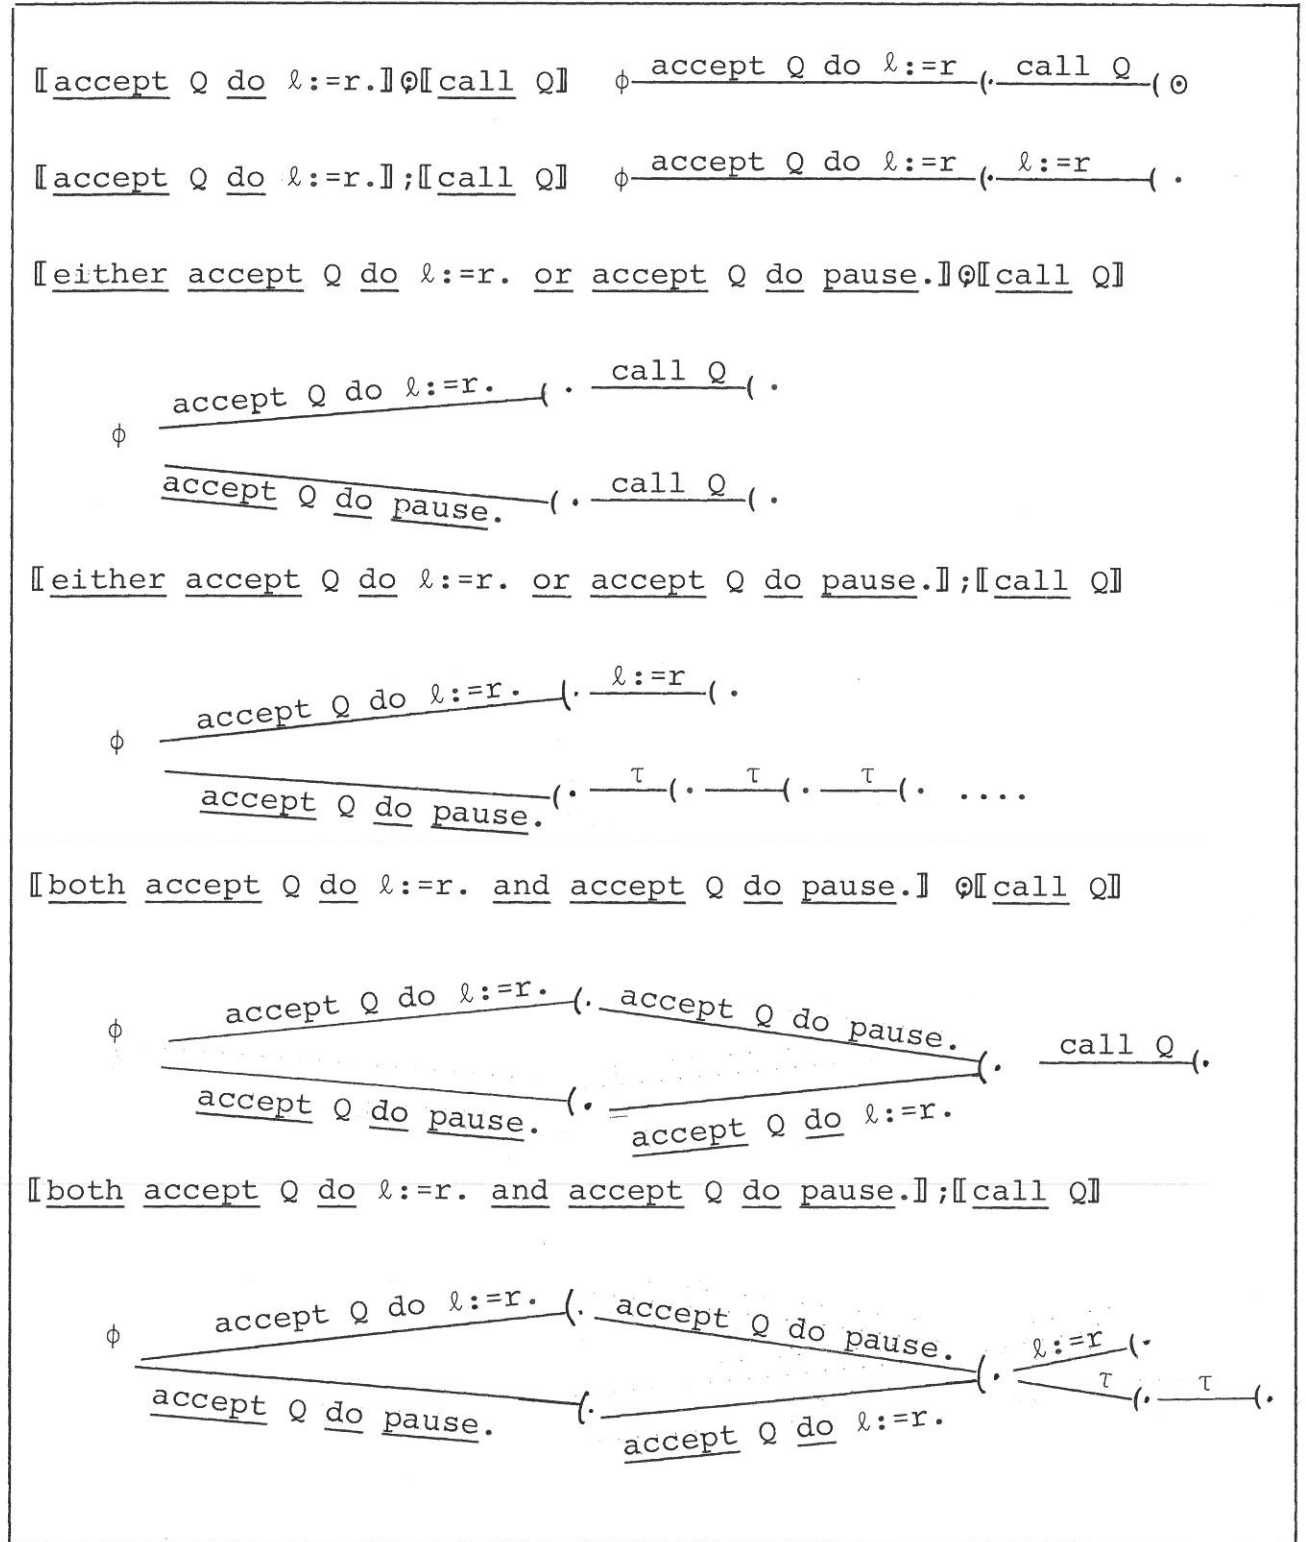 ⟦accept Q do ℓ:=r.⟧⊙⟦call Q⟧ ϕ accept Q do ℓ:=r (. call Q (⊙
⟦accept Q do ℓ:=r.⟧;⟦call Q⟧ ϕ accept Q do ℓ:=r (. ℓ:=r ( .
⟦either accept Q do ℓ:=r. or accept Q do pause.⟧⊙⟦call Q⟧
accept Q do ℓ:=r. ( . call Q ( .
ϕ
accept Q do pause. ( . call Q ( .
⟦either accept Q do ℓ:=r. or accept Q do pause.⟧;⟦call Q⟧
accept Q do ℓ:=r. (. ℓ:=r ( .
ϕ
accept Q do pause. (. τ (. τ (. τ (. ....
⟦both accept Q do ℓ:=r. and accept Q do pause.⟧ ⊙⟦call Q⟧
accept Q do ℓ:=r. (. accept Q do pause.
ϕ (. call Q (.
accept Q do pause. (. accept Q do ℓ:=r.
⟦both accept Q do ℓ:=r. and accept Q do pause.⟧;⟦call Q⟧
accept Q do ℓ:=r. (. accept Q do pause. ℓ:=r (.
ϕ (. τ (. τ (.
accept Q do pause. (. accept Q do ℓ:=r.